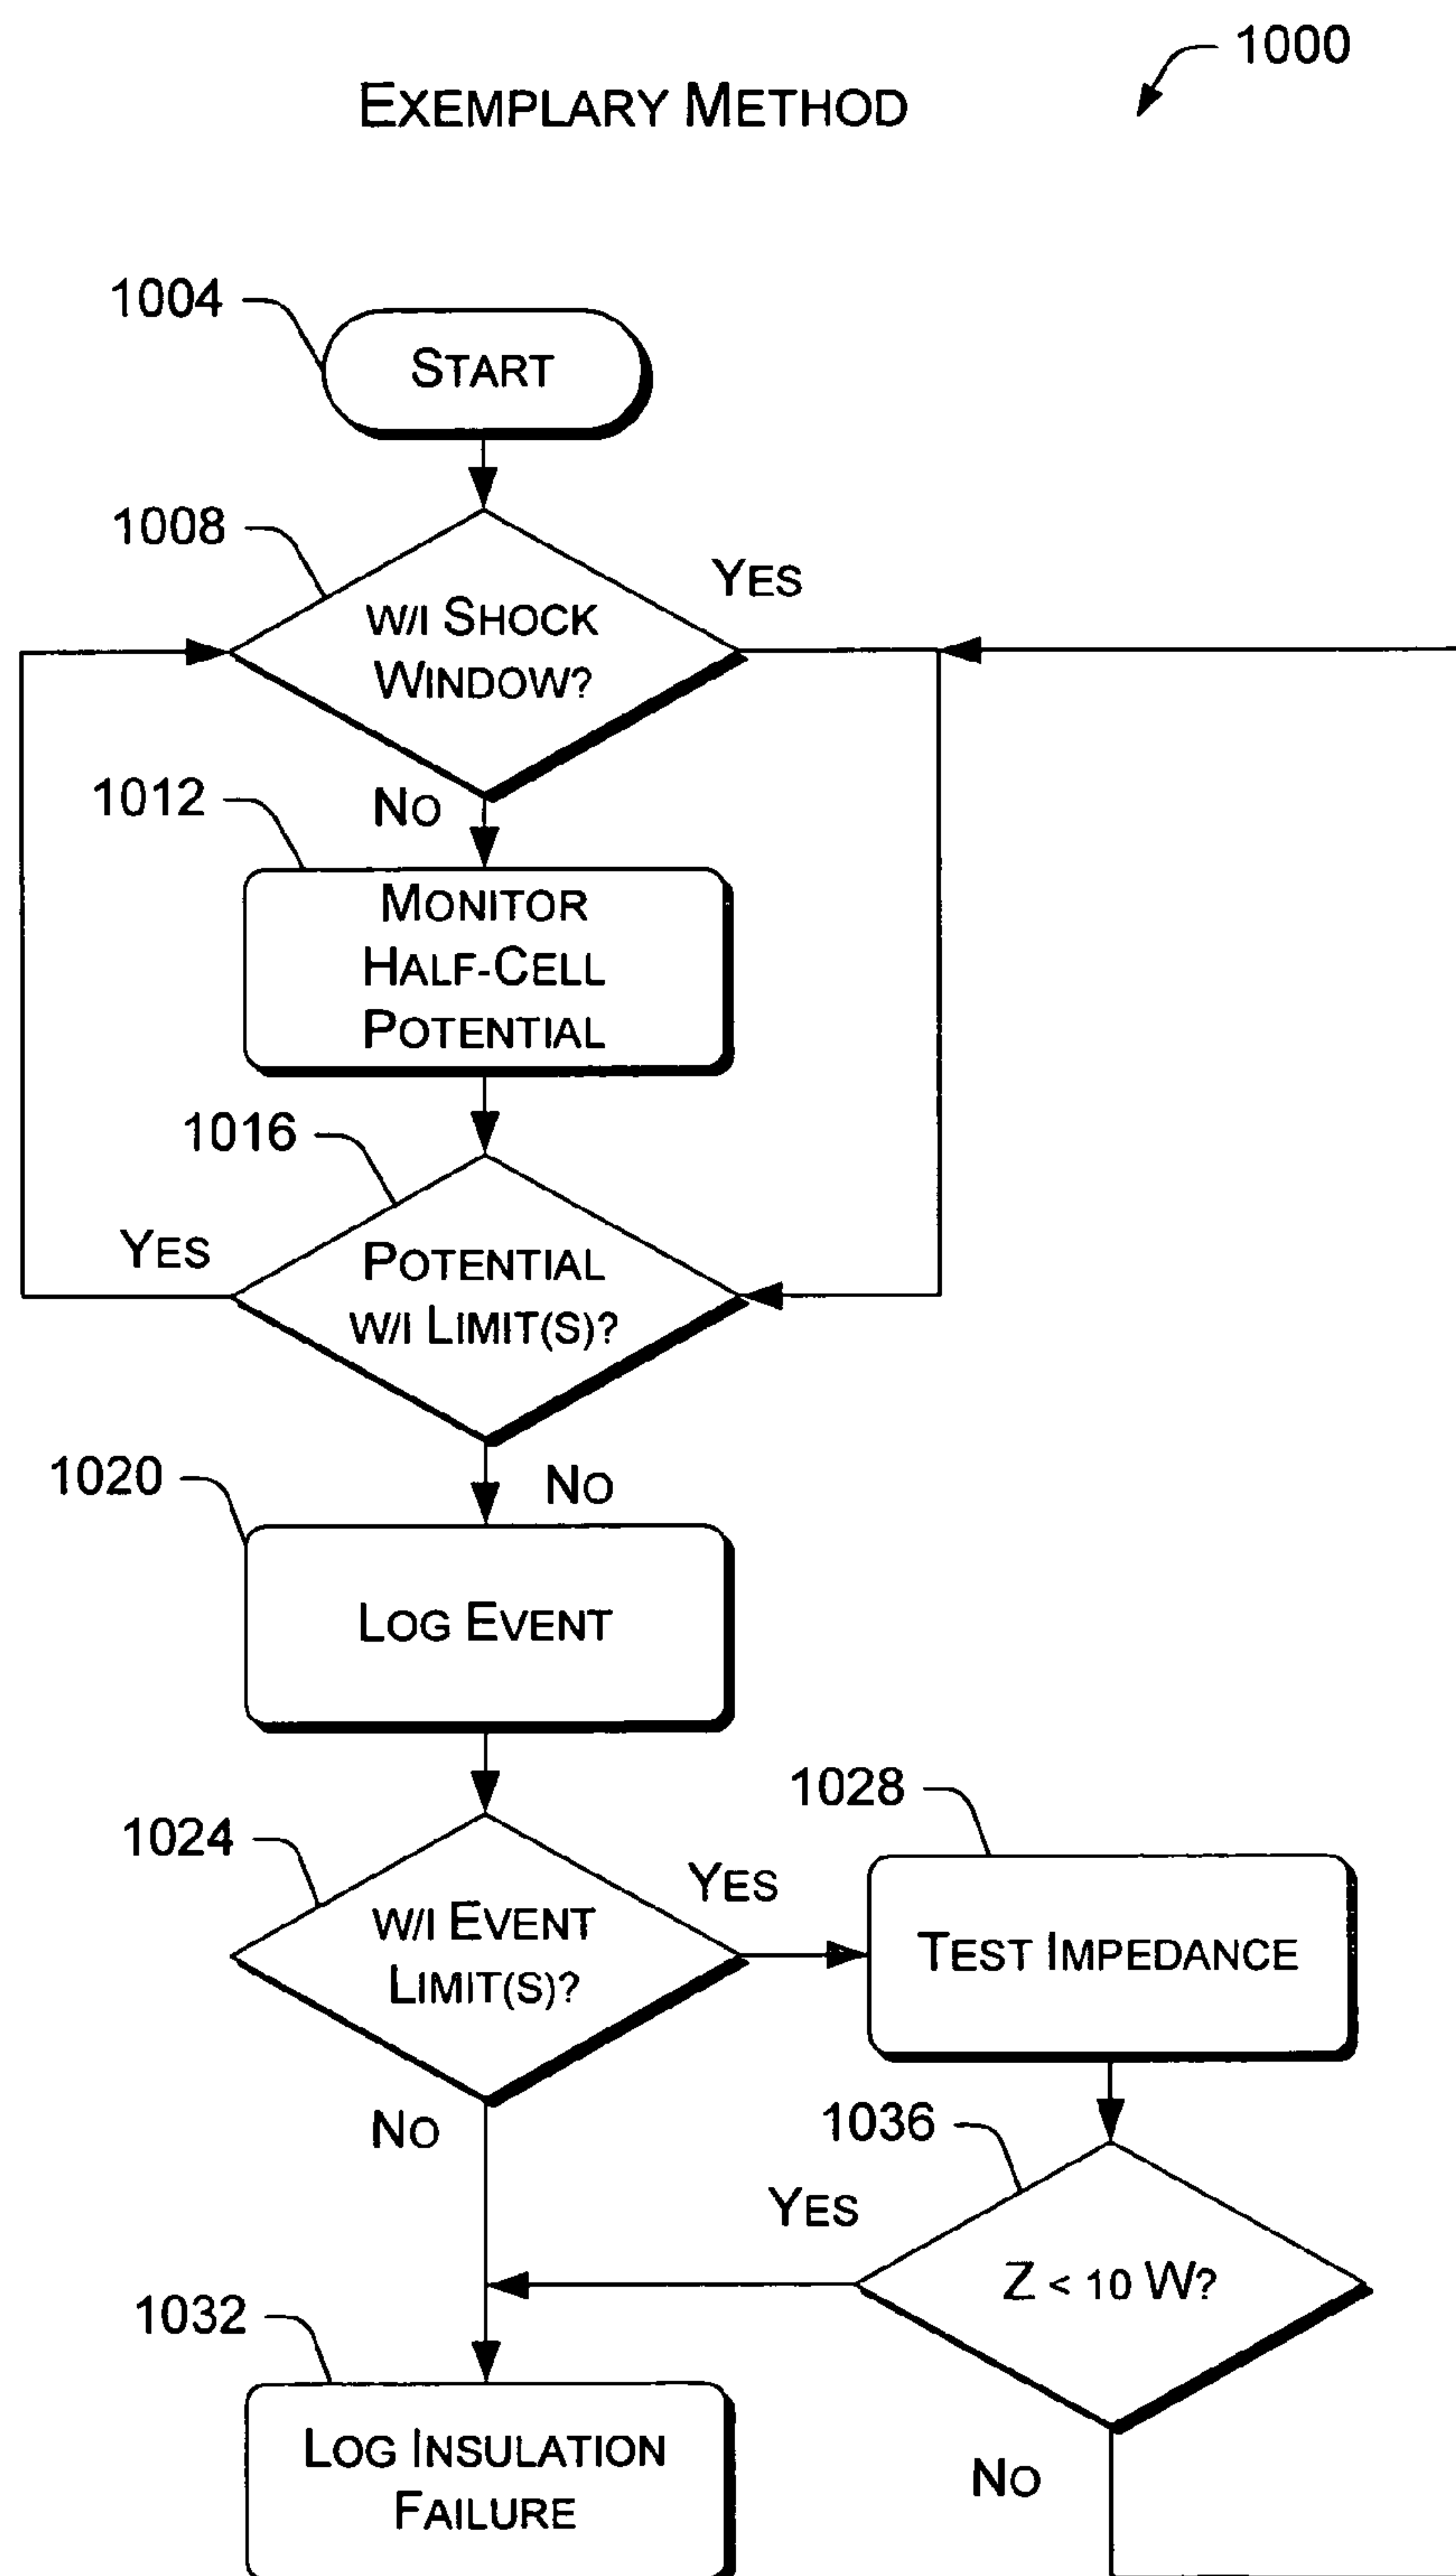 1000
EXEMPLARY METHOD
1004
START
1008
YES
W/I SHOCK
WINDOW?
1012
NO
MONITOR
HALF-CELL
POTENTIAL
1016
YES
POTENTIAL
W/I LIMIT(S)?
1020
NO
LOG EVENT
1028
1024
YES
W/I EVENT
LIMIT(S)?
TEST IMPEDANCE
NO
1036
YES
Z < 10 W?
1032
LOG INSULATION
FAILURE
NO